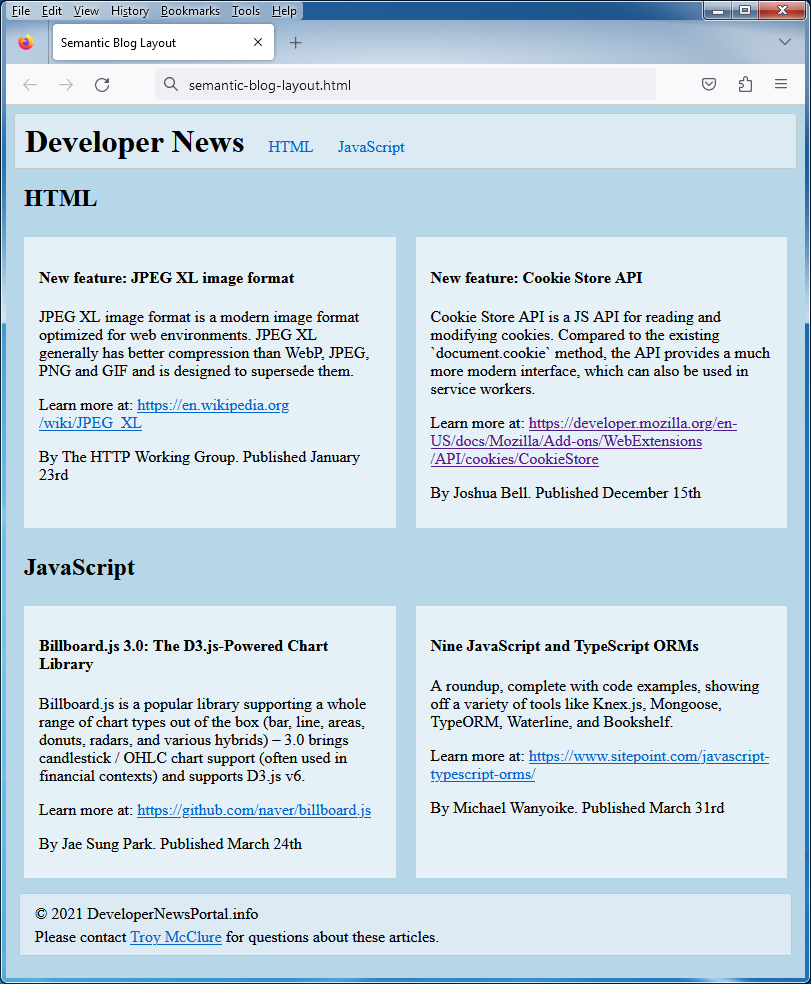 File Edit View History Bookmarks Tools Help
Semantic Blog Layout
semantic-blog-layout.html
Developer News HTML JavaScript
HTML
New feature: JPEG XL image format
JPEG XL image format is a modern image format
optimized for web environments. JPEG XL
generally has better compression than WebP, JPEG,
PNG and GIF and is designed to supersede them.
Learn more at: https://en.wikipedia.org
/wiki/JPEG_XL
By The HTTP Working Group. Published January
23rd
New feature: Cookie Store API
Cookie Store API is a JS API for reading and
modifying cookies. Compared to the existing
`document.cookie` method, the API provides a much
more modern interface, which can also be used in
service workers.
Learn more at: https://developer.mozilla.org/en-
US/docs/Mozilla/Add-ons/WebExtensions
/API/cookies/CookieStore
By Joshua Bell. Published December 15th
JavaScript
Billboard.js 3.0: The D3.js-Powered Chart
Library
Billboard.js is a popular library supporting a whole
range of chart types out of the box (bar, line, areas,
donuts, radars, and various hybrids) – 3.0 brings
candlestick / OHLC chart support (often used in
financial contexts) and supports D3.js v6.
Learn more at: https://github.com/naver/billboard.js
By Jae Sung Park. Published March 24th
Nine JavaScript and TypeScript ORMs
A roundup, complete with code examples, showing
off a variety of tools like Knex.js, Mongoose,
TypeORM, Waterline, and Bookshelf.
Learn more at: https://www.sitepoint.com/javascript-
typescript-orms/
By Michael Wanyoike. Published March 31rd
© 2021 DeveloperNewsPortal.info
Please contact Troy McClure for questions about these articles.